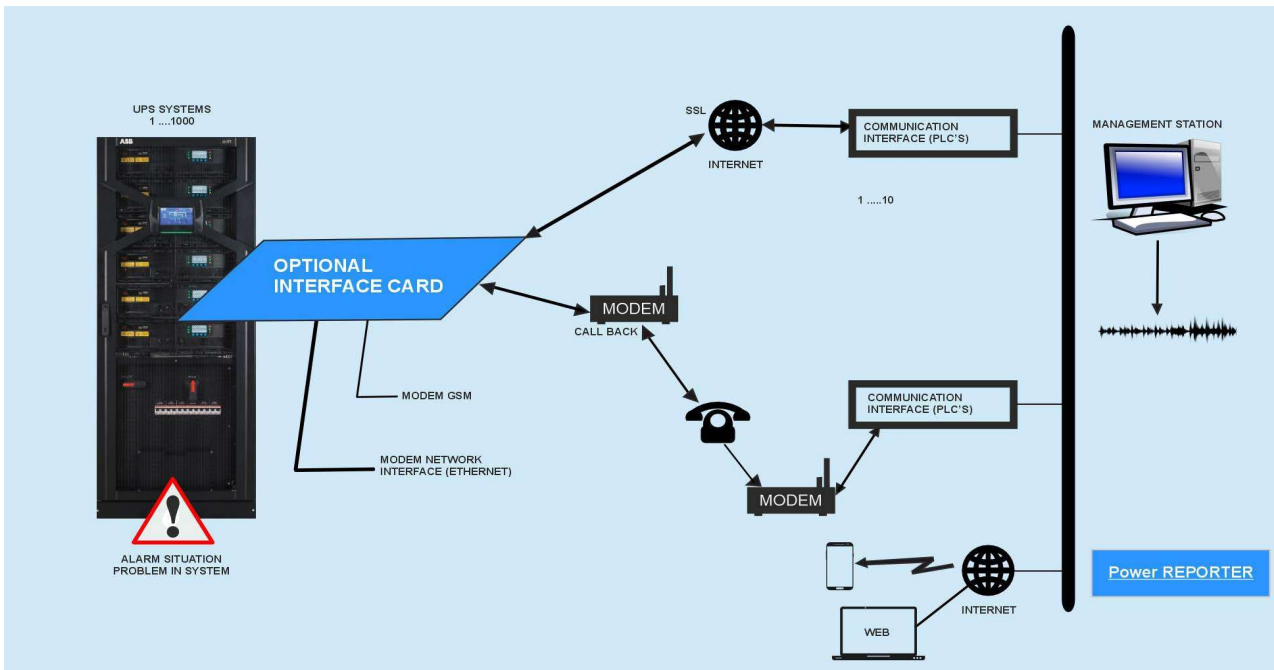 UPS SYSTEMS
1 ....1000
ABB
OPTIONAL
INTERFACE CARD
SSL
INTERNET
COMMUNICATION
INTERFACE (PLC'S)
1 .....10
MANAGEMENT STATION
MODEM
CALL BACK
MODEM GSM
MODEM NETWORK
INTERFACE (ETHERNET)
COMMUNICATION
INTERFACE (PLC'S)
MODEM
ALARM SITUATION
PROBLEM IN SYSTEM
INTERNET
WEB
Power REPORTER